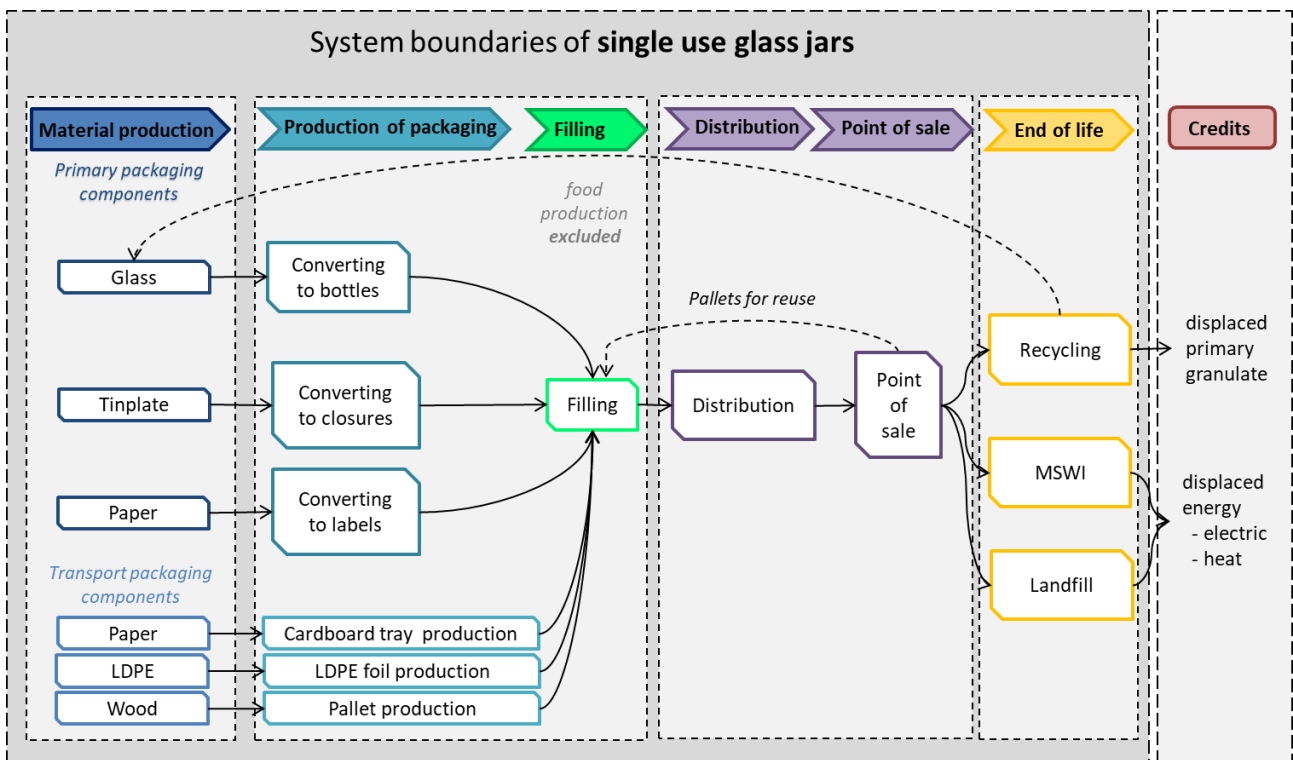 System boundaries of single use glass jars
Material production
Production of packaging
Filling
Distribution
Point of sale
End of life
Credits
Primary packaging
components
food
production
excluded
Glass
Converting
to bottles
Pallets for reuse
Recycling
displaced
primary
granulate
Tinplate
Converting
to closures
Filling
Distribution
Point
of
sale
Paper
Converting
to labels
MSWI
displaced
energy
- electric
- heat
Landfill
Transport packaging
components
Paper
Cardboard tray production
LDPE
LDPE foil production
Wood
Pallet production